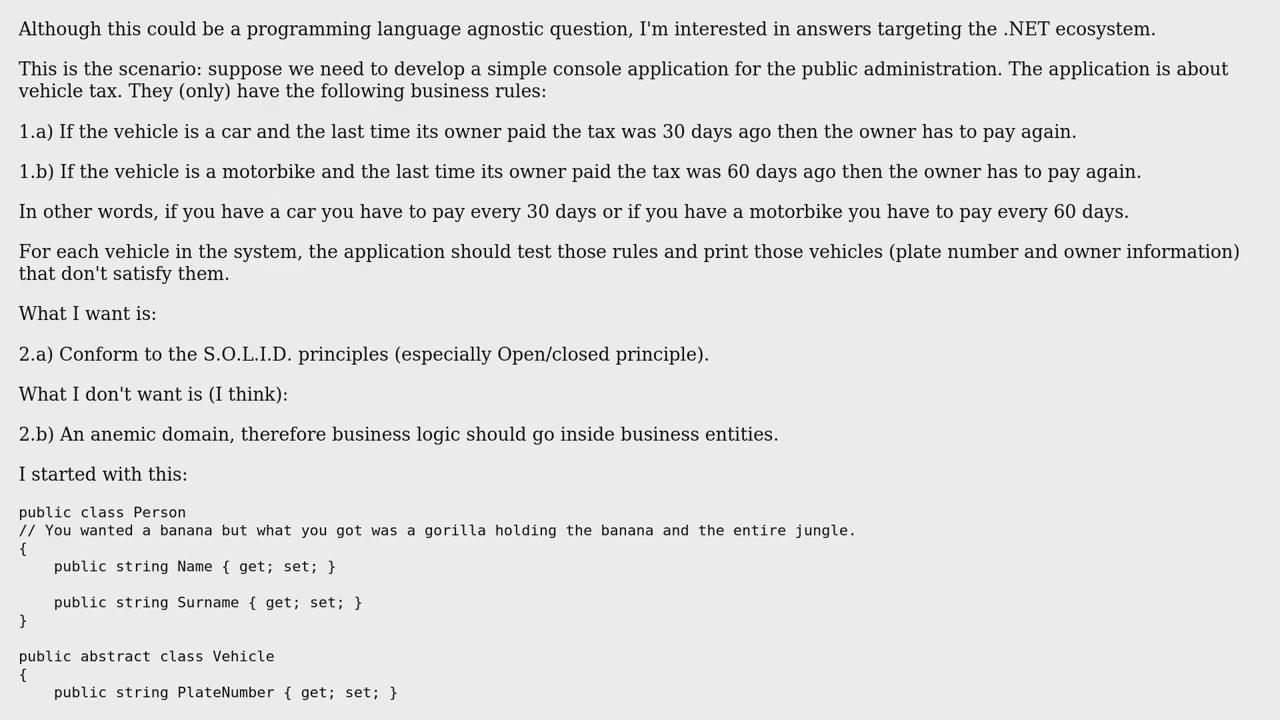 Although this could be a programming language agnostic question, I'm interested in answers targeting the .NET ecosystem.
This is the scenario: suppose we need to develop a simple console application for the public administration. The application is about
vehicle tax. They (only) have the following business rules:
1.a) If the vehicle is a car and the last time its owner paid the tax was 30 days ago then the owner has to pay again.
1.b) If the vehicle is a motorbike and the last time its owner paid the tax was 60 days ago then the owner has to pay again.
In other words, if you have a car you have to pay every 30 days or if you have a motorbike you have to pay every 60 days.
For each vehicle in the system, the application should test those rules and print those vehicles (plate number and owner information)
that don't satisfy them.
What I want is:
2.a) Conform to the S.O.L.I.D. principles (especially Open/closed principle).
What I don't want is (I think):
2.b) An anemic domain, therefore business logic should go inside business entities.
I started with this:
public class Person
// You wanted a banana but what you got was a gorilla holding the banana and the entire jungle.
{
    public string Name { get; set; }
    public string Surname { get; set; }
}
public abstract class Vehicle
{
    public string PlateNumber { get; set; }